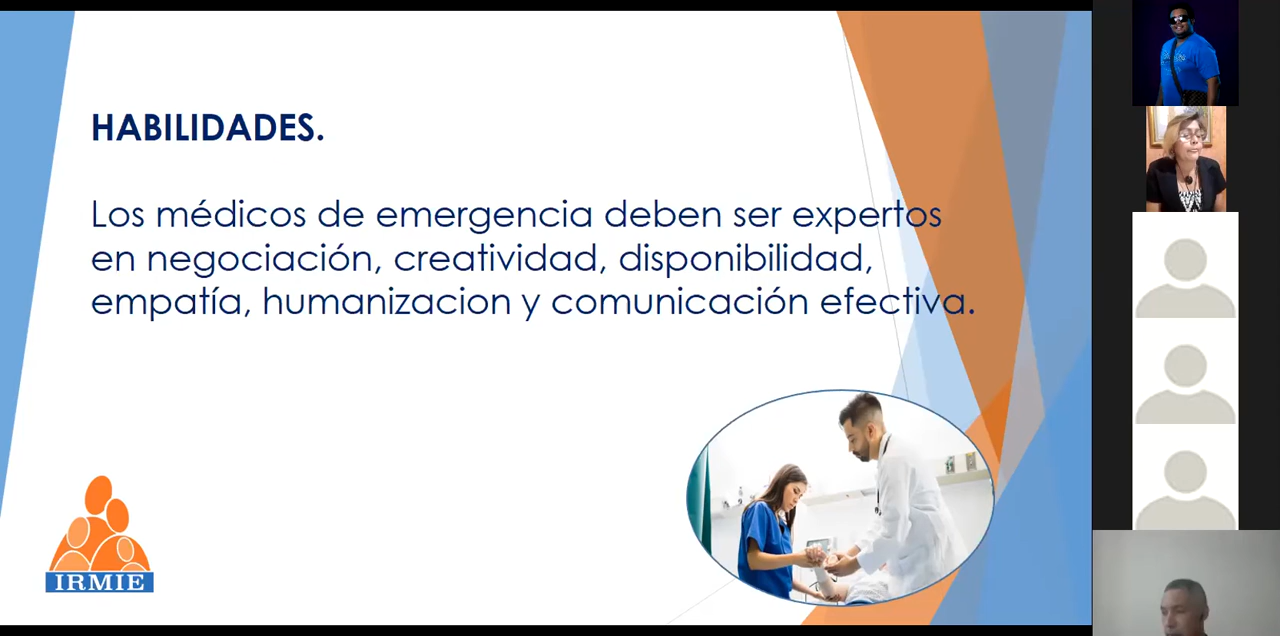 HABILIDADES.
Los médicos de emergencia deben ser expertos
en negociación, creatividad, disponibilidad,
empatía, humanizacion y comunicación efectiva.
IRMIE